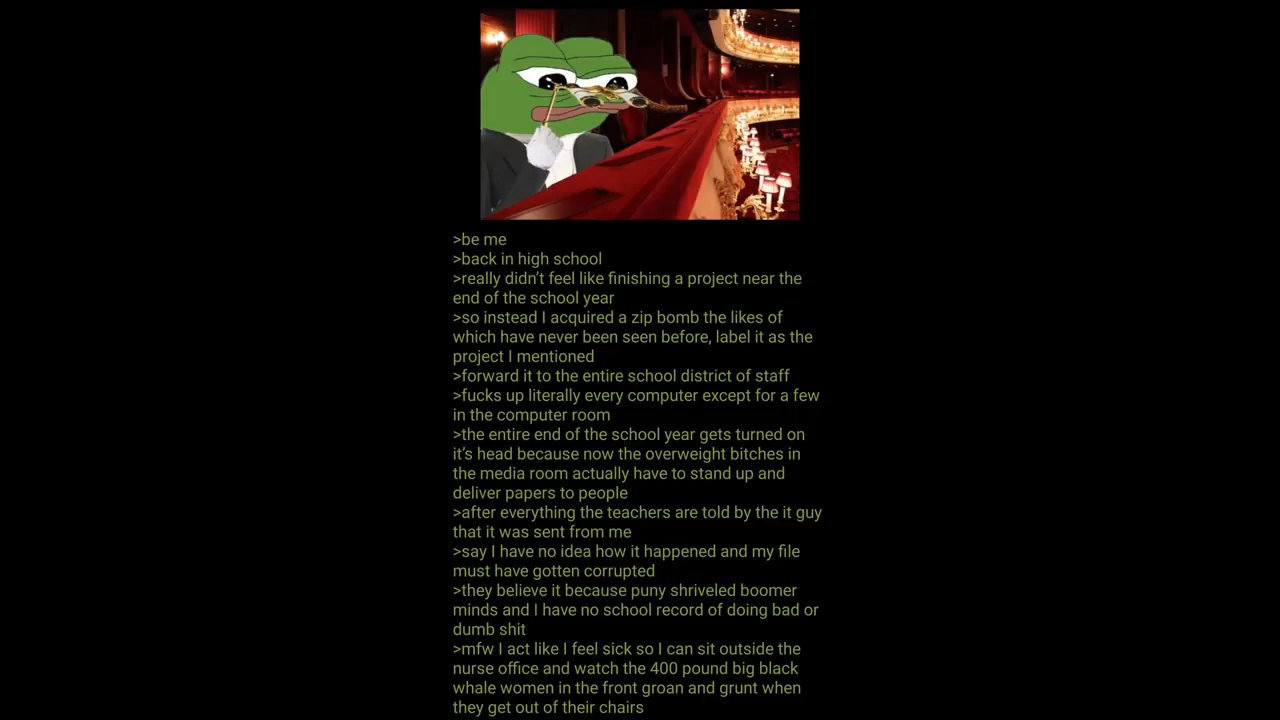 >be me
>back in high school
>really didn’t feel like finishing a project near the
end of the school year
>so instead I acquired a zip bomb the likes of
which have never been seen before, label it as the
project I mentioned
>forward it to the entire school district of staff
>fucks up literally every computer except for a few
in the computer room
>the entire end of the school year gets turned on
it’s head because now the overweight bitches in
the media room actually have to stand up and
deliver papers to people
>after everything the teachers are told by the it guy
that it was sent from me
>say I have no idea how it happened and my file
must have gotten corrupted
>they believe it because puny shriveled boomer
minds and I have no school record of doing bad or
dumb shit
>mfw I act like I feel sick so I can sit outside the
nurse office and watch the 400 pound big black
whale women in the front groan and grunt when
they get out of their chairs